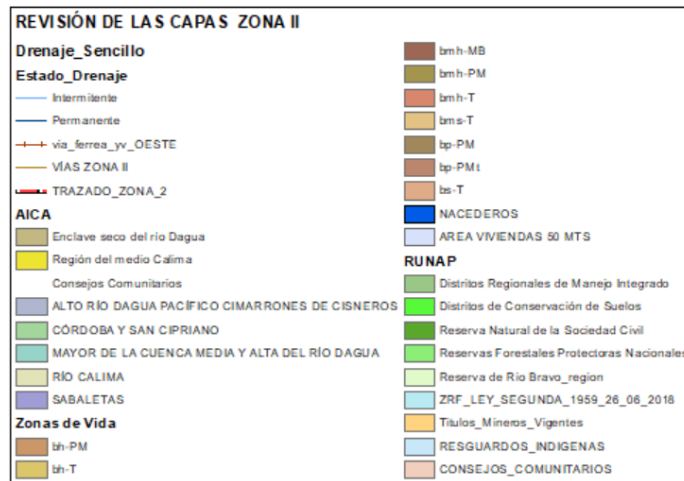 REVISIÓN DE LAS CAPAS ZONA II
Drenaje_Sencillo
Estado_Drenaje
Intermitente
Permanente
via_ferrea_yv_OESTE
VÍAS ZONA II
TRAZADO_ZONA_2
AICA
Enclave seco del río Dagua
Región del medio Calima
Consejos Comunitarios
ALTO RÍO DAGUA PACÍFICO CIMARRONES DE CISNEROS
CÓRDOBA Y SAN CIPRIANO
MAYOR DE LA CUENCA MEDIA Y ALTA DEL RÍO DAGUA
RÍO CALIMA
SABALETAS
Zonas de Vida
bh-PM
bh-T
bmh-MB
bmh-PM
bmh-T
bms-T
bp-PM
bp-PMt
bs-T
NACEDEROS
AREA VIVIENDAS 50 MTS
RUNAP
Distritos Regionales de Manejo Integrado
Distritos de Conservación de Suelos
Reserva Natural de la Sociedad Civil
Reservas Forestales Protectoras Nacionales
Reserva de Rio Bravo_region
ZRF_LEY_SEGUNDA_1959_26_06_2018
Titulos_Mineros_Vigentes
RESGUARDOS_INDIGENAS
CONSEJOS_COMUNITARIOS